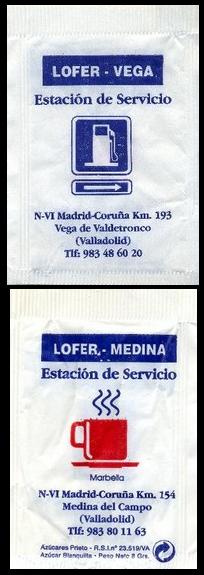 LOFER - VEGA
Estación de Servicio
N-VI Madrid-Coruña Km. 193
Vega de Valdetronco
(Valladolid)
Tlf: 983 48 60 20
LOFER, - MEDINA
Estación de Servicio
Marbella
N-VI Madrid-Coruña Km. 154
Medina del Campo
(Valladolid)
Tlf: 983 80 11 63
Azúcares Prieto - R.S.I.nº 23.519/VA
Azúcar Blanquilla - Peso Neto 8 Grs.